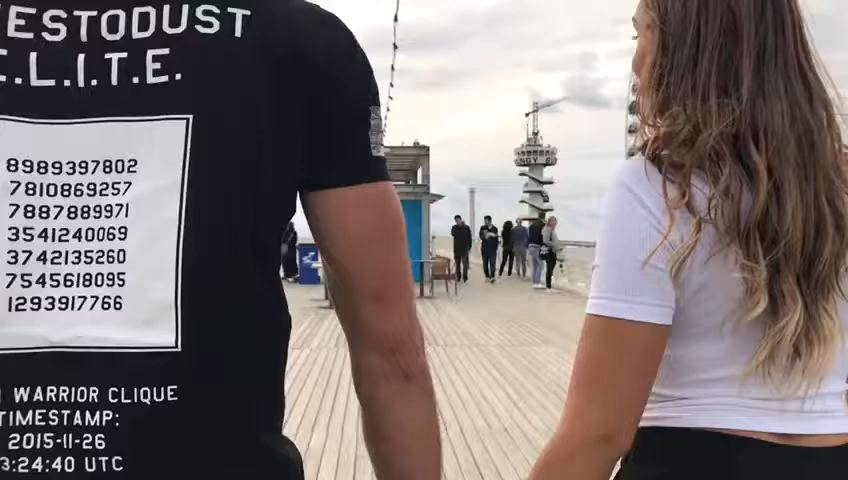 ESTODUST
.L.I.T.E.
8989397802
7810869257
7887889971
3541240069
3742135260
7545618095
1293917766
WARRIOR CLIQUE
TIMESTAMP:
2015-11-26
3:24:40 UTC